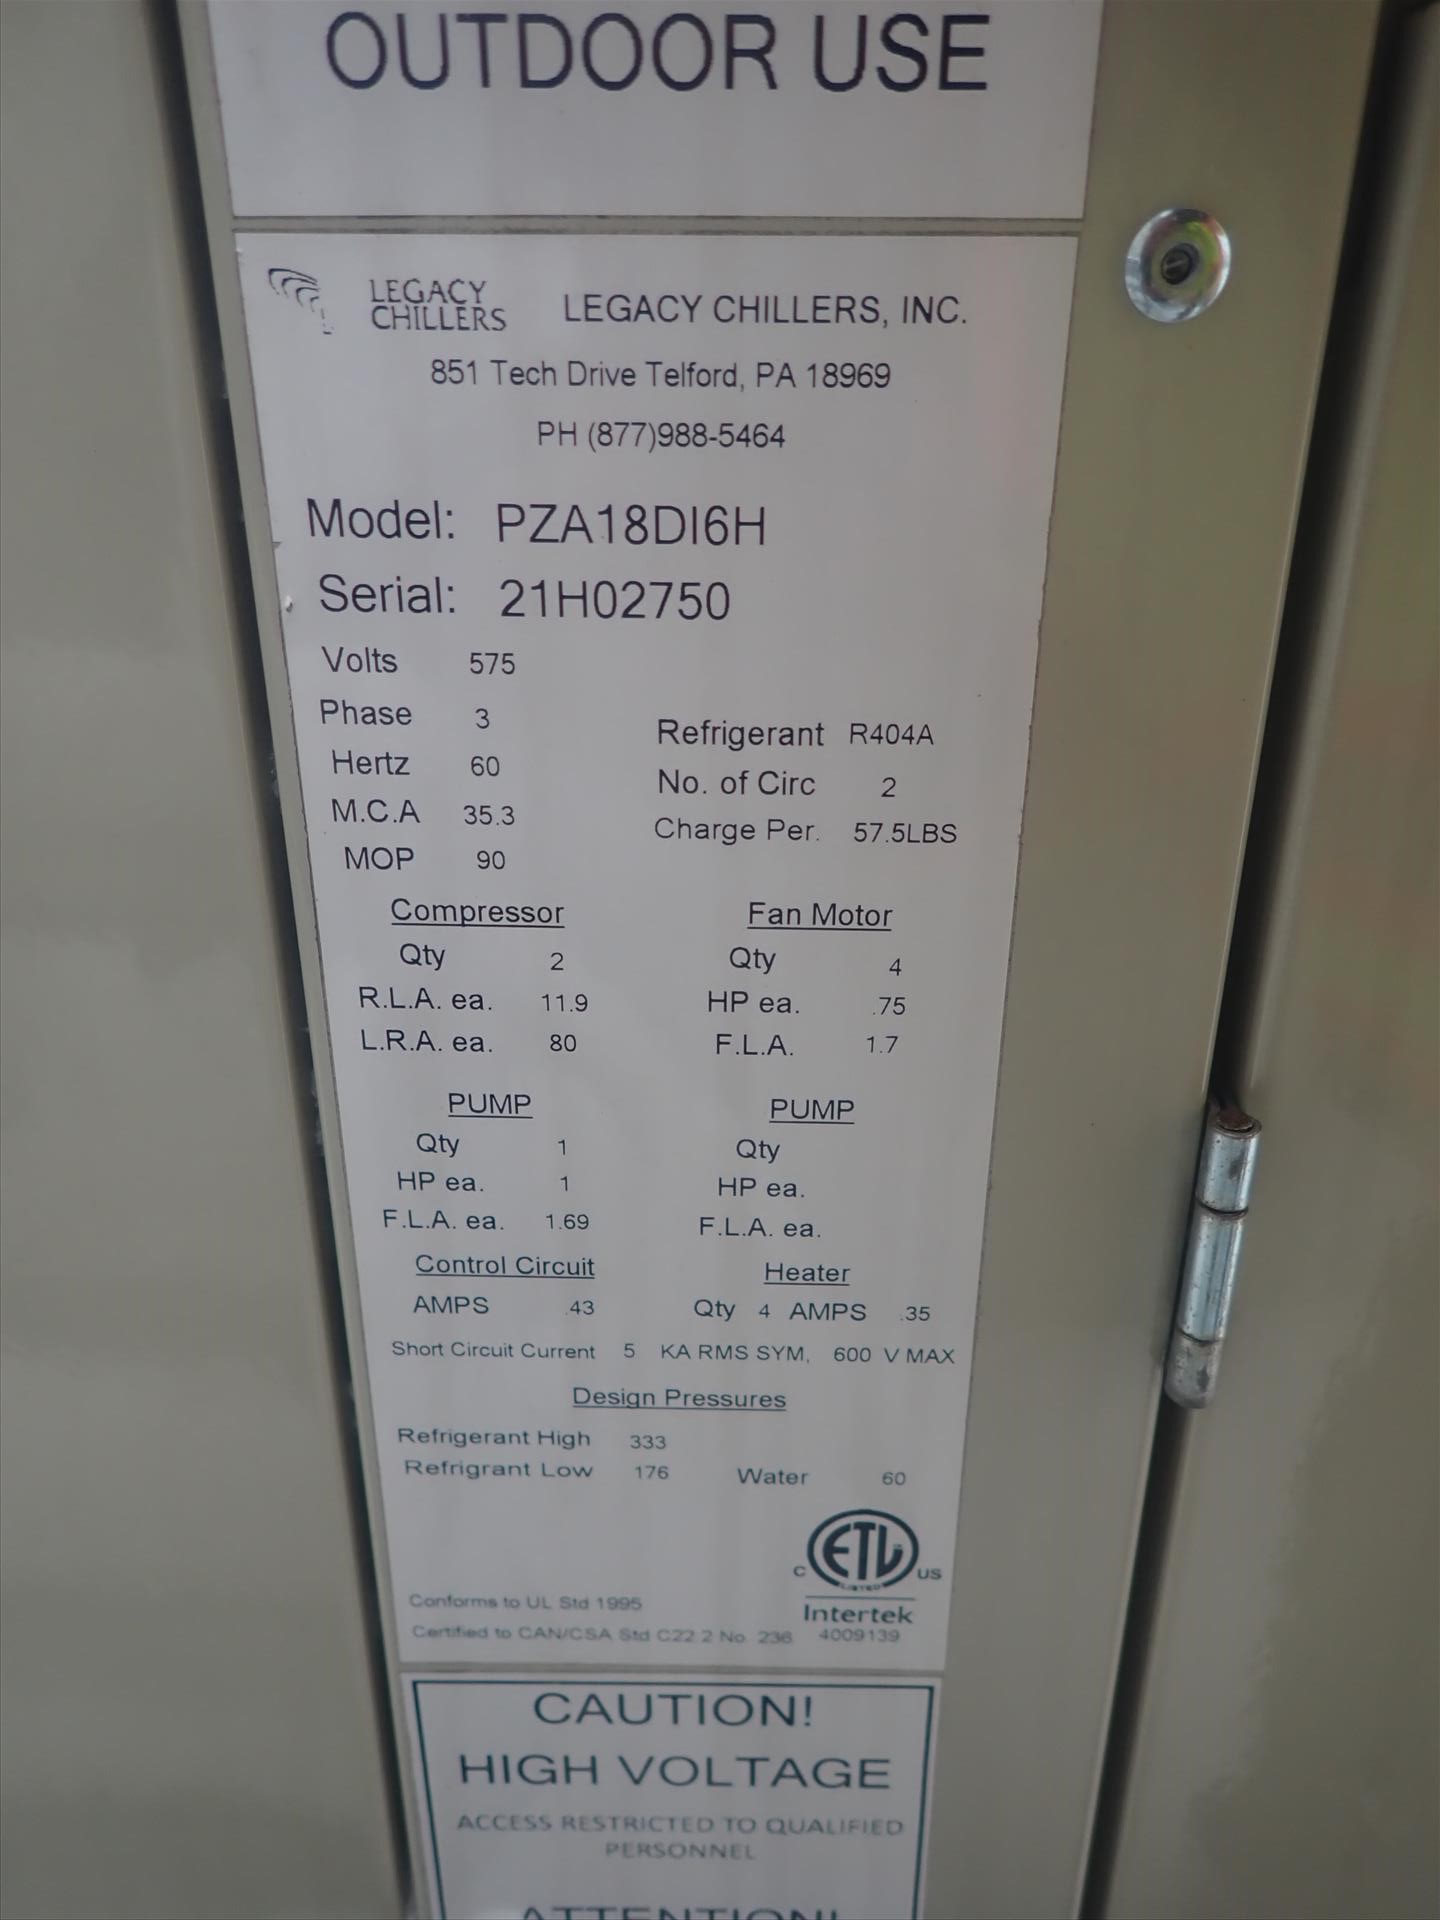 OUTDOOR USE
LEGACY CHILLERS
LEGACY CHILLERS, INC.
851 Tech Drive Telford, PA 18969
PH (877)988-5464
Model: PZA18DI6H
Serial: 21H02750
Volts 575
Phase 3
Hertz 60
M.C.A 35.3
MOP 90
Refrigerant R404A
No. of Circ 2
Charge Per. 57.5LBS
Compressor
Qty 2
R.L.A. ea. 11.9
L.R.A. ea. 80
Fan Motor
Qty 4
HP ea. .75
F.L.A. 1.7
PUMP
Qty 1
HP ea. 1
F.L.A. ea. 1.69
PUMP
Qty
HP ea.
F.L.A. ea.
Control Circuit
AMPS .43
Heater
Qty 4 AMPS .35
Short Circuit Current 5 KA RMS SYM, 600 V MAX
Design Pressures
Refrigerant High 333
Refrigrant Low 176 Water 60
C ETL US
LISTED
Intertek
4009139
Conforms to UL Std 1995
Certified to CAN/CSA Std C22.2 No. 236
CAUTION!
HIGH VOLTAGE
ACCESS RESTRICTED TO QUALIFIED
PERSONNEL
ATTENTION!